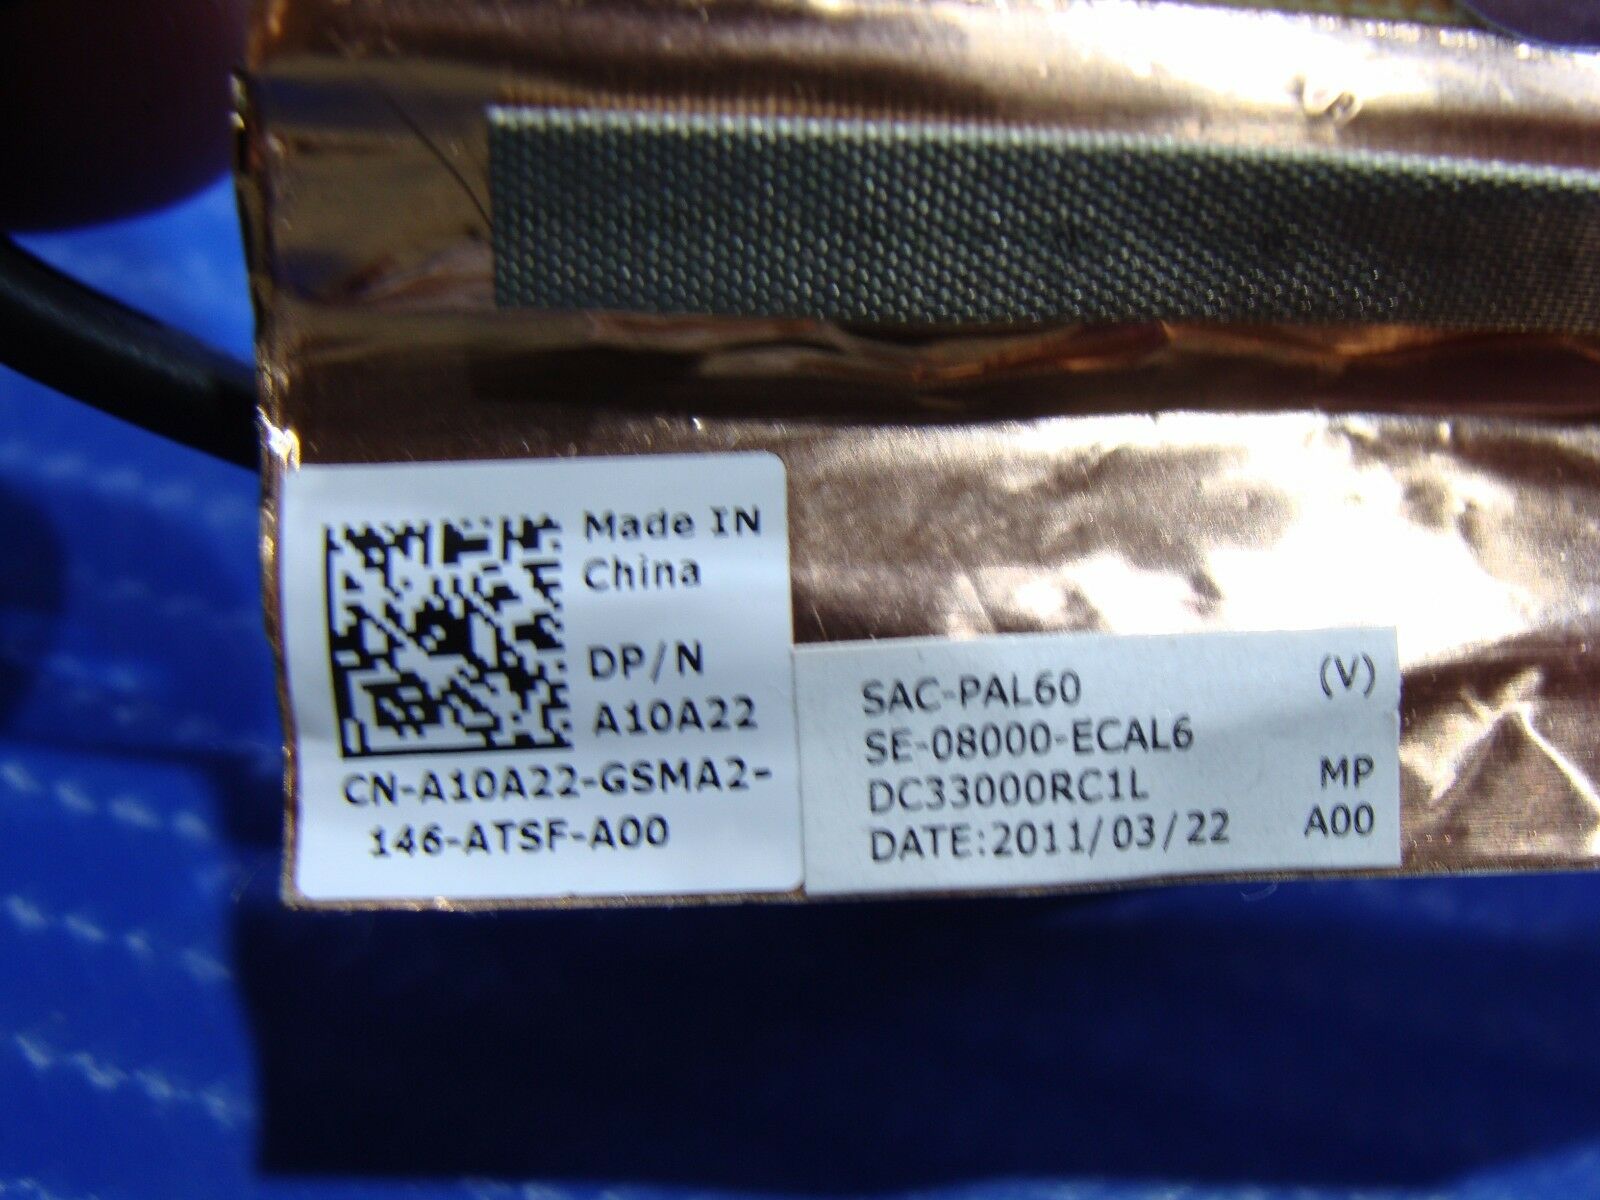 Made IN
China
DP/N
A10A22
CN-A10A22-GSMA2-
146-ATSF-A00
SAC-PAL60 (V)
SE-08000-ECAL6
DC33000RC1L MP
DATE:2011/03/22 A00